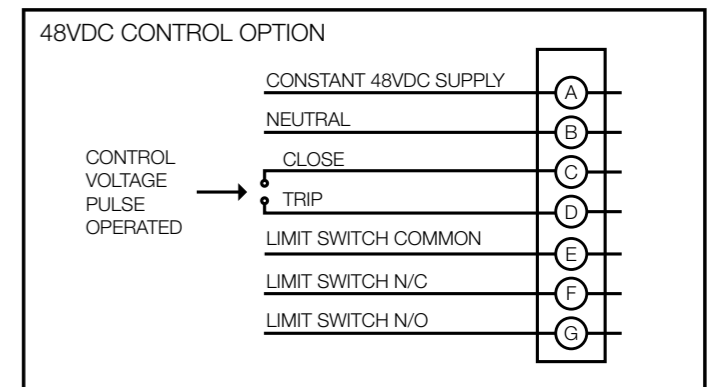 48VDC CONTROL OPTION
CONSTANT 48VDC SUPPLY
A
NEUTRAL
B
CONTROL
VOLTAGE
PULSE
OPERATED
CLOSE
C
TRIP
D
LIMIT SWITCH COMMON
E
LIMIT SWITCH N/C
F
LIMIT SWITCH N/O
G